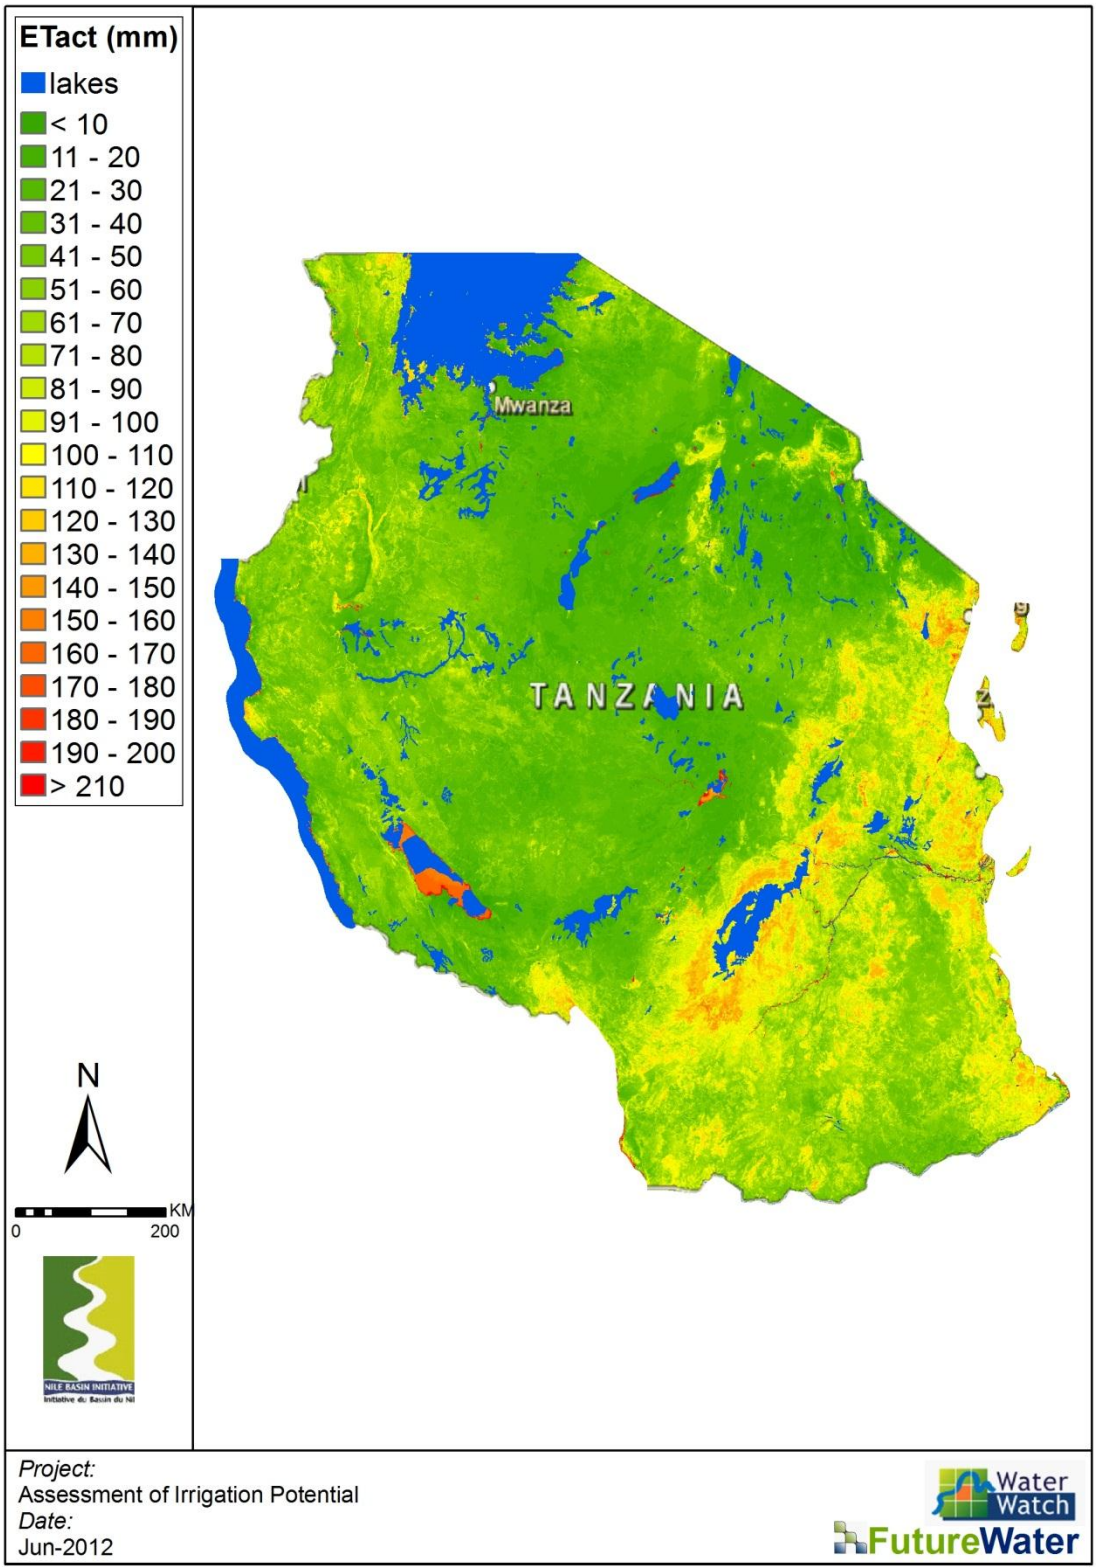 ETact (mm)
lakes
< 10
11 - 20
21 - 30
31 - 40
41 - 50
51 - 60
61 - 70
71 - 80
81 - 90
91 - 100
100 - 110
110 - 120
120 - 130
130 - 140
140 - 150
150 - 160
160 - 170
170 - 180
180 - 190
190 - 200
> 210
Mwanza
TANZANIA
Z
N
KM
0 200
NILE BASIN INITIATIVE
Initiative du Bassin du Nil
Project:
Assessment of Irrigation Potential
Date:
Jun-2012
Water
Watch
FutureWater